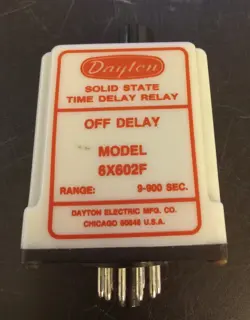 Dayton
SOLID STATE
TIME DELAY RELAY
OFF DELAY
MODEL
6X602F
RANGE: 9-900 SEC.
DAYTON ELECTRIC MFG. CO.
CHICAGO 60648 U.S.A.